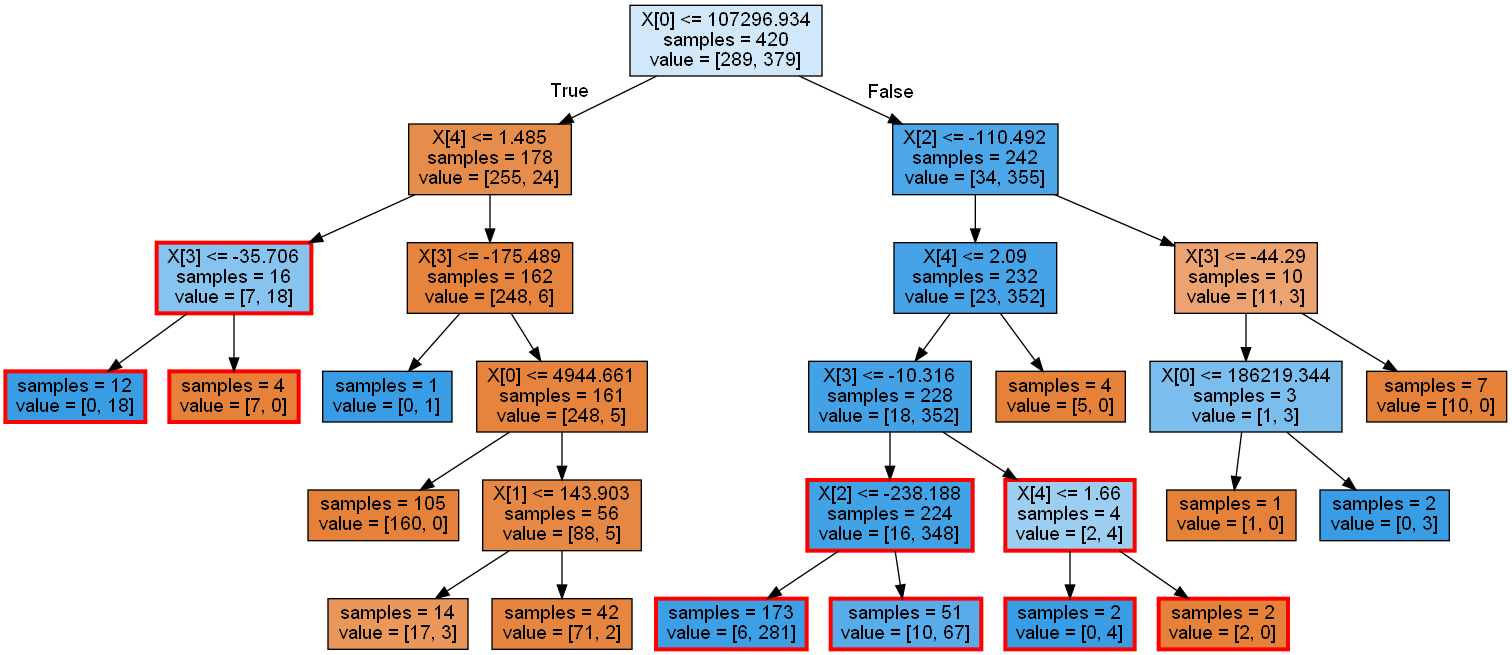 X[0] <= 107296.934
samples = 420
value = [289, 379]
True
False
X[4] <= 1.485
samples = 178
value = [255, 24]
X[2] <= -110.492
samples = 242
value = [34, 355]
X[3] <= -35.706
samples = 16
value = [7, 18]
X[3] <= -175.489
samples = 162
value = [248, 6]
X[4] <= 2.09
samples = 232
value = [23, 352]
X[3] <= -44.29
samples = 10
value = [11, 3]
samples = 12
value = [0, 18]
samples = 4
value = [7, 0]
samples = 1
value = [0, 1]
X[0] <= 4944.661
samples = 161
value = [248, 5]
X[3] <= -10.316
samples = 228
value = [18, 352]
samples = 4
value = [5, 0]
X[0] <= 186219.344
samples = 3
value = [1, 3]
samples = 7
value = [10, 0]
samples = 105
value = [160, 0]
X[1] <= 143.903
samples = 56
value = [88, 5]
X[2] <= -238.188
samples = 224
value = [16, 348]
X[4] <= 1.66
samples = 4
value = [2, 4]
samples = 1
value = [1, 0]
samples = 2
value = [0, 3]
samples = 14
value = [17, 3]
samples = 42
value = [71, 2]
samples = 173
value = [6, 281]
samples = 51
value = [10, 67]
samples = 2
value = [0, 4]
samples = 2
value = [2, 0]